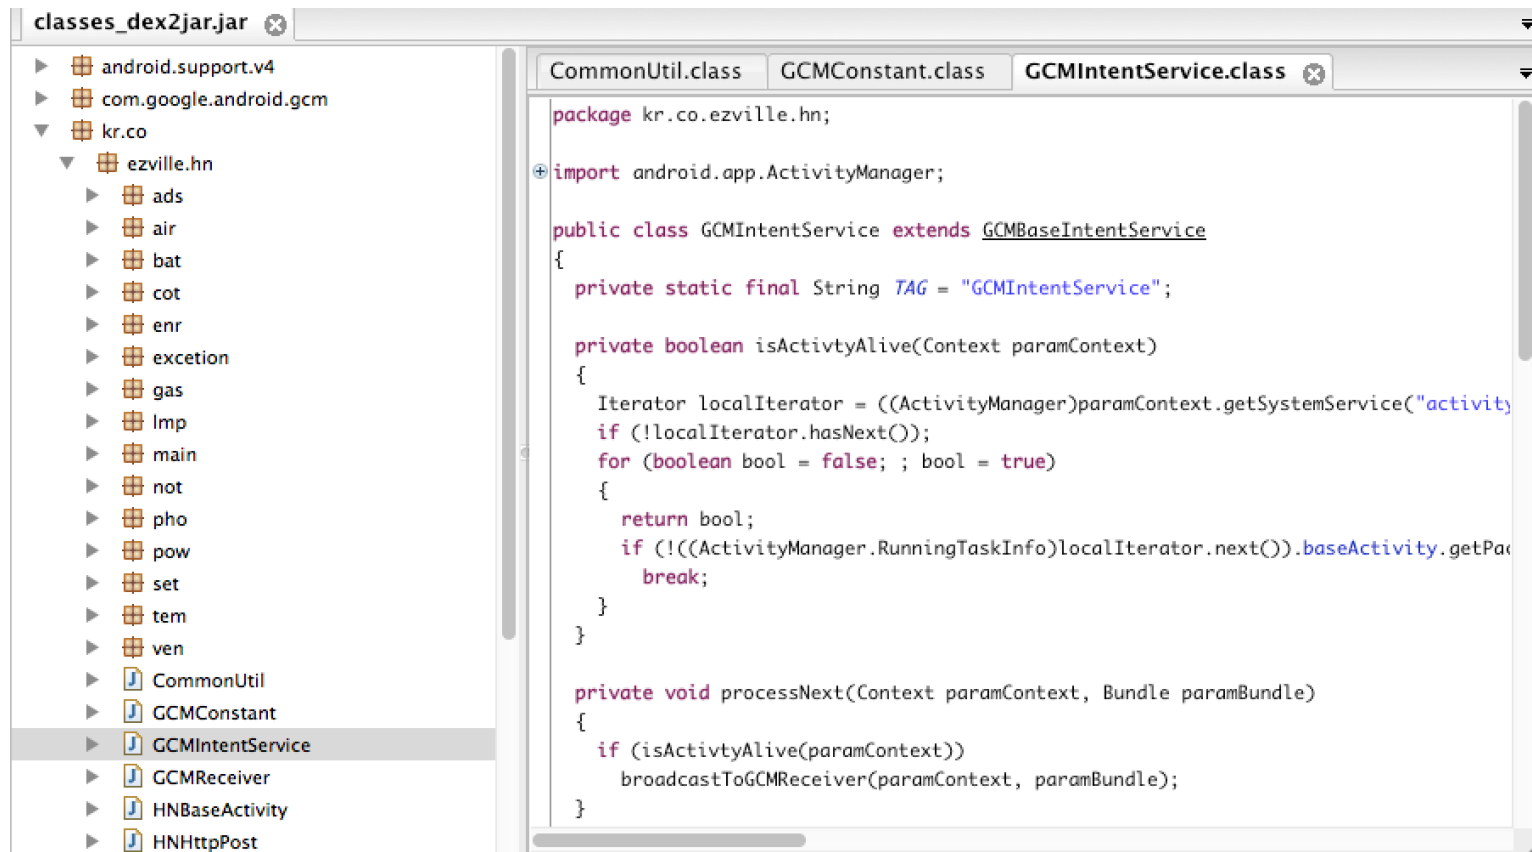 classes_dex2jar.jar
android.support.v4
com.google.android.gcm
kr.co
ezville.hn
ads
air
bat
cot
enr
excetion
gas
lmp
main
not
pho
pow
set
tem
ven
CommonUtil
GCMConstant
GCMIntentService
GCMReceiver
HNBaseActivity
HNHttpPost
CommonUtil.class GCMConstant.class GCMIntentService.class
package kr.co.ezville.hn;
import android.app.ActivityManager;
public class GCMIntentService extends GCMBaseIntentService
{
private static final String TAG = "GCMIntentService";
private boolean isActivtyAlive(Context paramContext)
{
Iterator localIterator = ((ActivityManager)paramContext.getSystemService("activity
if (!localIterator.hasNext());
for (boolean bool = false; ; bool = true)
{
return bool;
if (!((ActivityManager.RunningTaskInfo)localIterator.next()).baseActivity.getPac
break;
}
}
private void processNext(Context paramContext, Bundle paramBundle)
{
if (isActivtyAlive(paramContext))
broadcastToGCMReceiver(paramContext, paramBundle);
}